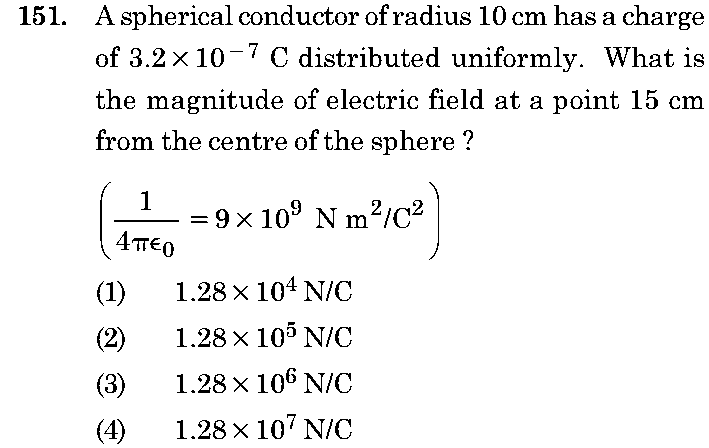 151. A spherical conductor of radius 10 cm has a charge
of 3.2 × 10⁻⁷ C distributed uniformly. What is
the magnitude of electric field at a point 15 cm
from the centre of the sphere ?
(1/4πϵ₀ = 9 × 10⁹ N m²/C²)
(1) 1.28 × 10⁴ N/C
(2) 1.28 × 10⁵ N/C
(3) 1.28 × 10⁶ N/C
(4) 1.28 × 10⁷ N/C